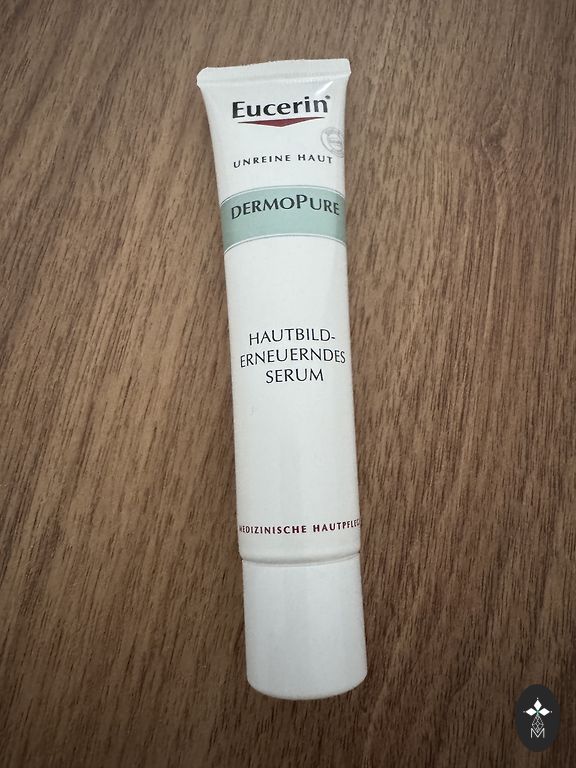 Eucerin®
UNREINE HAUT
DERMOPURE
HAUTBILD-
ERNEUERNDES
SERUM
MEDIZINISCHE HAUTPFLEGE
M